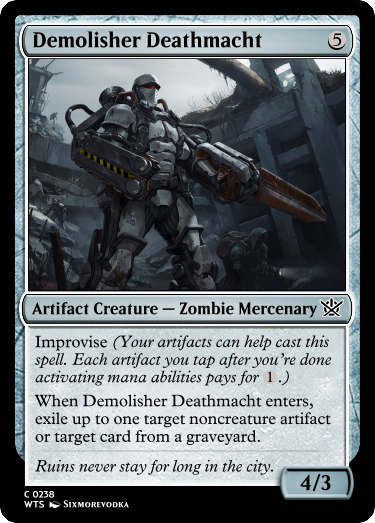 Demolisher Deathmacht 5
Artifact Creature — Zombie Mercenary
Improvise (Your artifacts can help cast this
spell. Each artifact you tap after you're done
activating mana abilities pays for 1.)
When Demolisher Deathmacht enters,
exile up to one target noncreature artifact
or target card from a graveyard.
Ruins never stay for long in the city.
4/3
C 0238
WTS Sixmorevodka